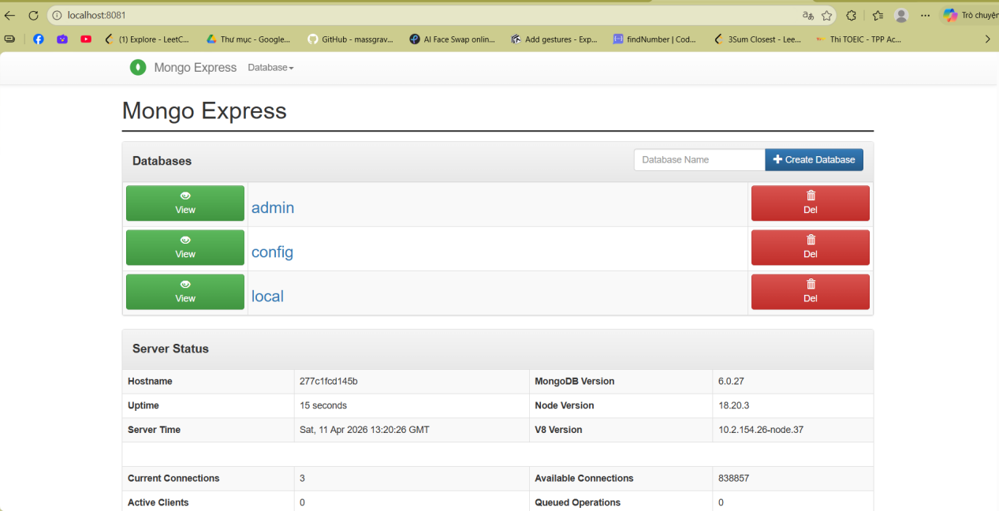 localhost:8081
Trò chuyện
(1) Explore - LeetC...
Thư mục - Google...
GitHub - massgrav...
AI Face Swap onlin...
Add gestures - Exp...
findNumber | Cod...
3Sum Closest - Lee...
Thi TOEIC - TPP Ac...
Mongo Express
Database
Mongo Express
Databases
Database Name
Create Database
View
admin
Del
View
config
Del
View
local
Del
Server Status
Hostname 277c1fcd145b MongoDB Version 6.0.27
Uptime 15 seconds Node Version 18.20.3
Server Time Sat, 11 Apr 2026 13:20:26 GMT V8 Version 10.2.154.26-node.37
Current Connections 3 Available Connections 838857
Active Clients 0 Queued Operations 0